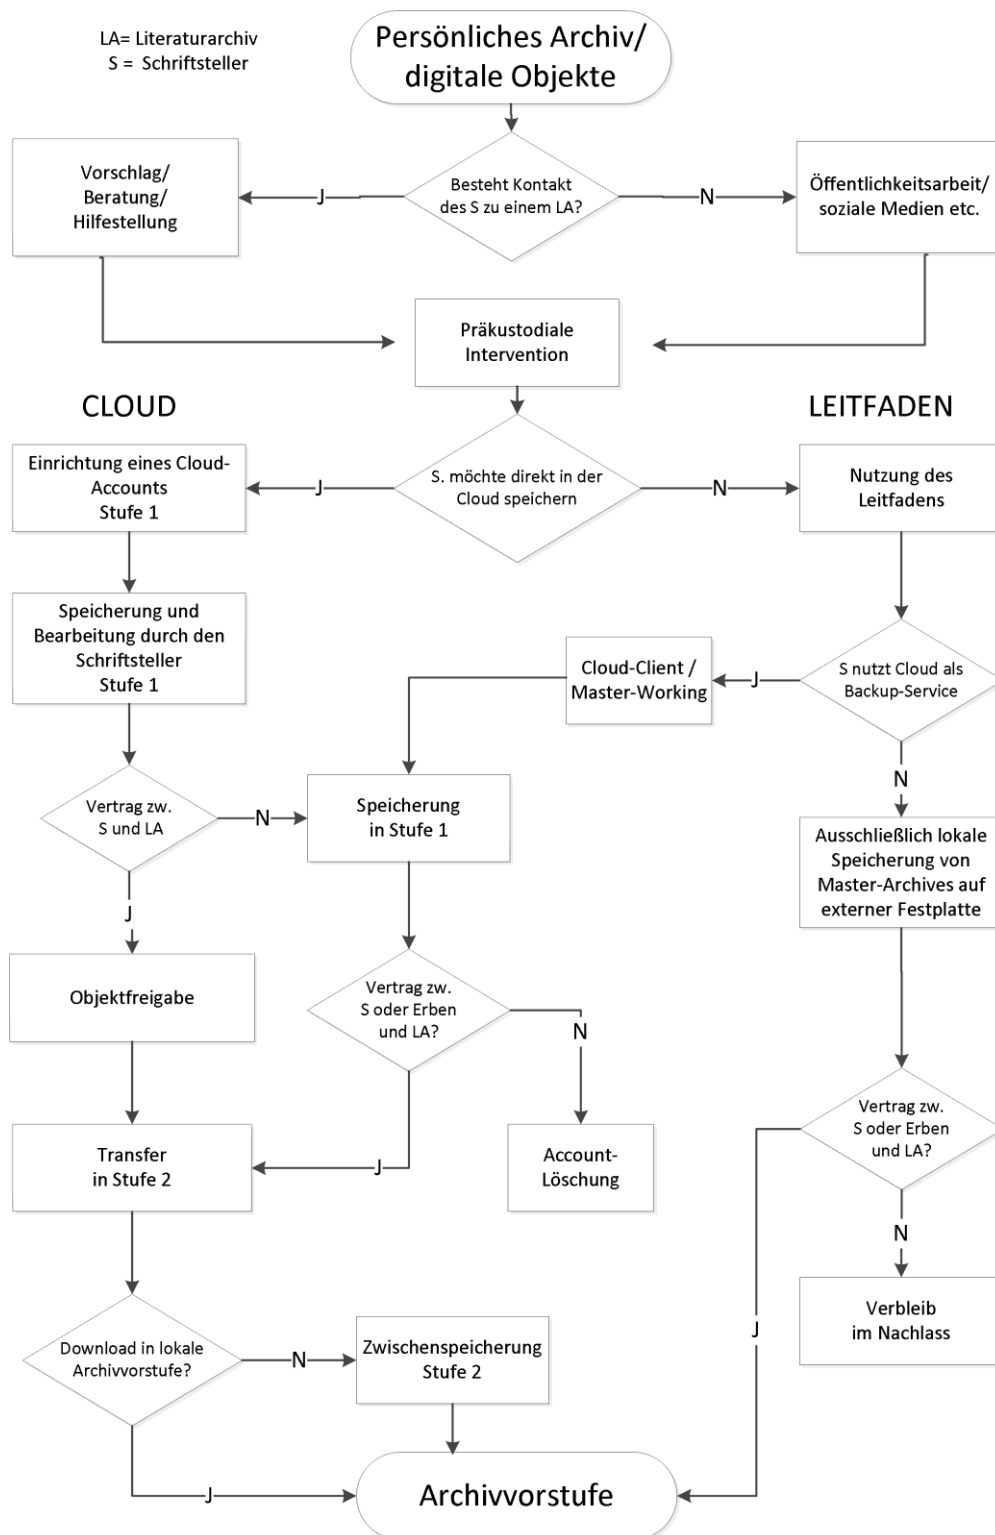 LA= Literaturarchiv
S = Schriftsteller
Persönliches Archiv/
digitale Objekte
Vorschlag/
Beratung/
Hilfestellung
J
Besteht Kontakt
des S zu einem LA?
N
Öffentlichkeitsarbeit/
soziale Medien etc.
Präkustodiale
Intervention
CLOUD
LEITFADEN
Einrichtung eines Cloud-
Accounts
Stufe 1
J
S. möchte direkt in der
Cloud speichern
N
Nutzung des
Leitfadens
Speicherung und
Bearbeitung durch den
Schriftsteller
Stufe 1
Cloud-Client /
Master-Working
J
S nutzt Cloud als
Backup-Service
N
Vertrag zw.
S und LA
N
Speicherung
in Stufe 1
Ausschließlich lokale
Speicherung von
Master-Archives auf
externer Festplatte
J
Objektfreigabe
Vertrag zw.
S oder Erben
und LA?
N
Vertrag zw.
S oder Erben
und LA?
Transfer
in Stufe 2
J
Account-
Löschung
N
Verbleib
im Nachlass
J
Download in lokale
Archivvorstufe?
N
Zwischenspeicherung
Stufe 2
J
Archivvorstufe